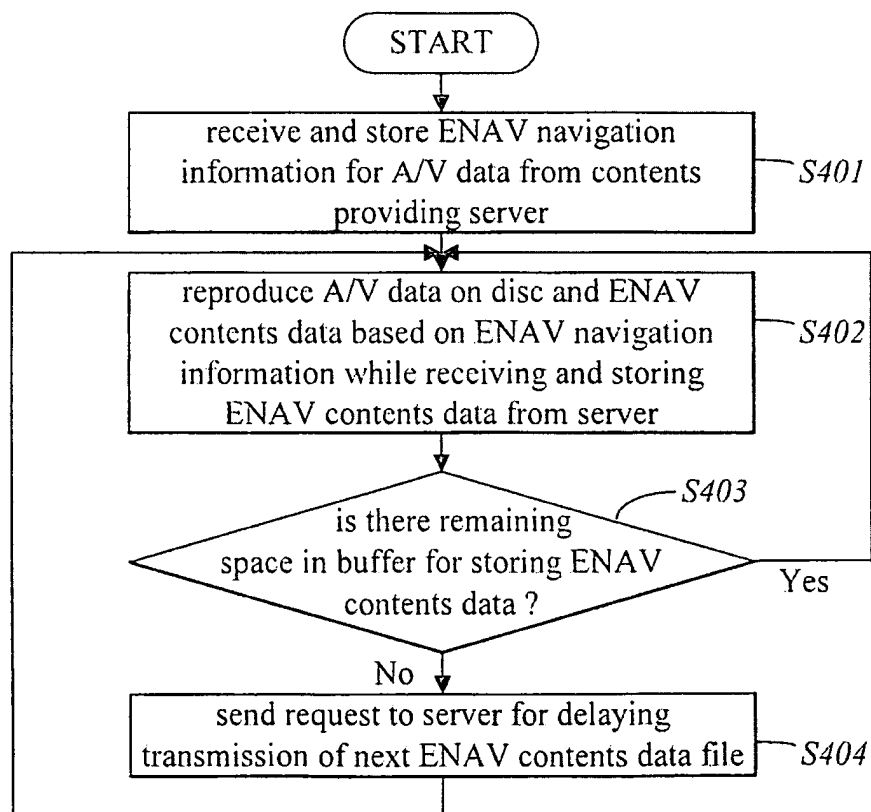 START
receive and store ENAV navigation
information for A/V data from contents
providing server
S401
reproduce A/V data on disc and ENAV
contents data based on ENAV navigation
information while receiving and storing
ENAV contents data from server
S402
S403
is there remaining
space in buffer for storing ENAV
contents data ?
Yes
No
send request to server for delaying
transmission of next ENAV contents data file
S404